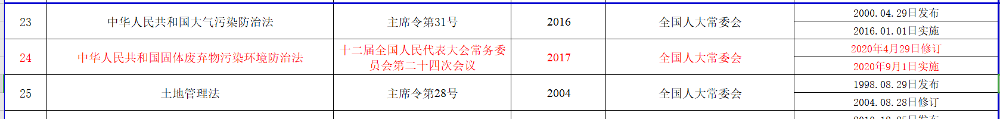 23
中华人民共和国大气污染防治法
主席令第31号
2016
全国人大常委会
2000.04.29日发布
2016.01.01日实施
24
中华人民共和国固体废弃物污染环境防治法
十二届全国人民代表大会常务委
员会第二十四次会议
2017
全国人大常委会
2020年4月29日修订
2020年9月1日实施
25
土地管理法
主席令第28号
2004
全国人大常委会
1998.08.29日发布
2004.08.28日修订